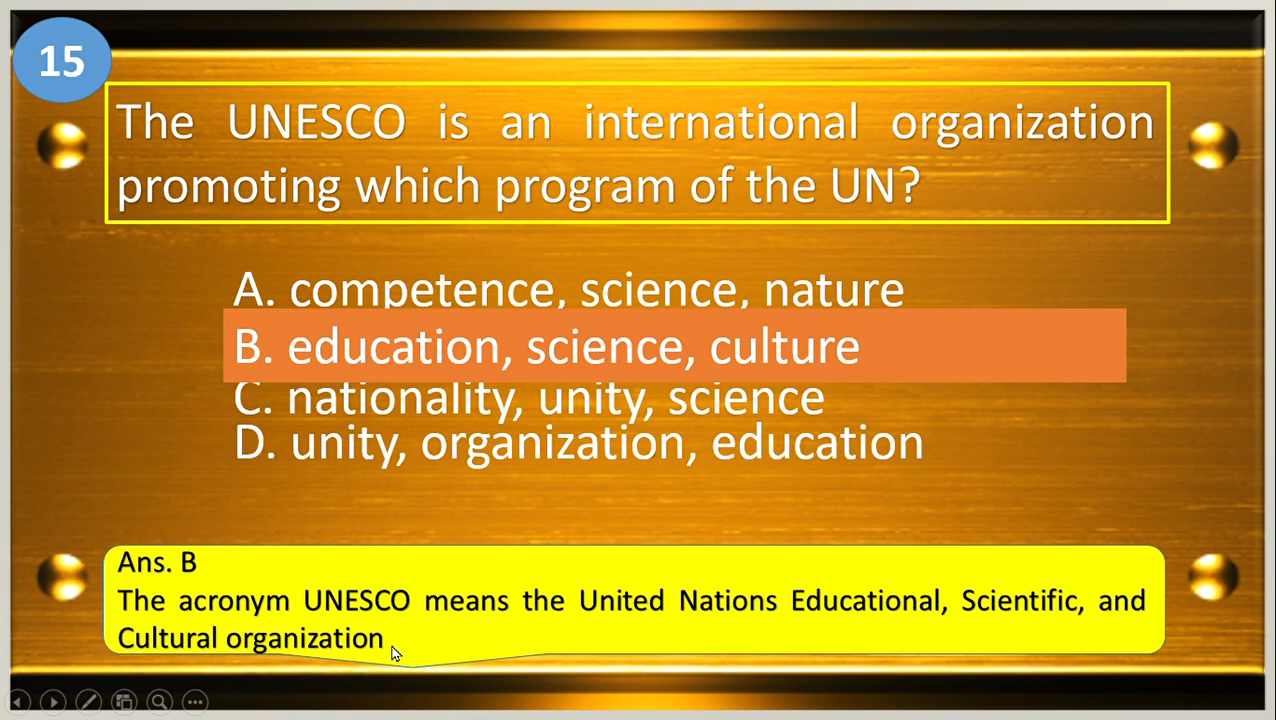 15
The UNESCO is an international organization
promoting which program of the UN?
A. competence, science, nature
B. education, science, culture
C. nationality, unity, science
D. unity, organization, education
Ans. B
The acronym UNESCO means the United Nations Educational, Scientific, and
Cultural organization